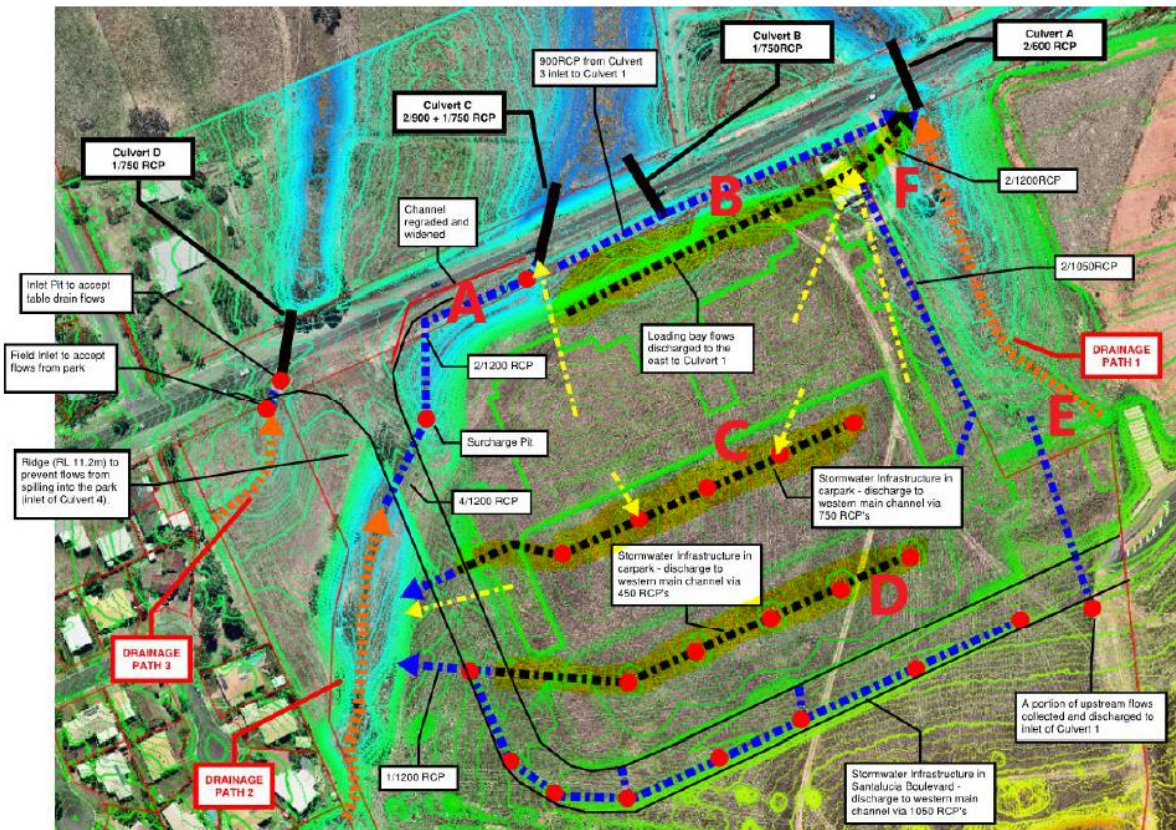 Culvert B
1/750RCP
Culvert A
2/600 RCP
900RCP from Culvert
3 inlet to Culvert 1
Culvert C
2/900 + 1/750 RCP
Culvert D
1/750 RCP
Channel
regraded and
widened
B
F
2/1200RCP
Inlet Pit to accept
table drain flows
A
2/1050RCP
Field Inlet to accept
flows from park
2/1200 RCP
Loading bay flows
discharged to the
east to Culvert 1
DRAINAGE
PATH 1
E
Surcharge Pit
C
Ridge (RL 11.2m) to
prevent flows from
spilling into the park
(inlet of Culvert 4).
4/1200 RCP
Stormwater Infrastructure in
carpark - discharge to
western main channel via
750 RCP's
Stormwater Infrastructure in
carpark - discharge to
western main channel via
450 RCP's
D
DRAINAGE
PATH 3
DRAINAGE
PATH 2
1/1200 RCP
A portion of upstream flows
collected and discharged to
inlet of Culvert 1
Stormwater Infrastructure in
Santalucia Boulevard -
discharge to western main
channel via 1050 RCP's